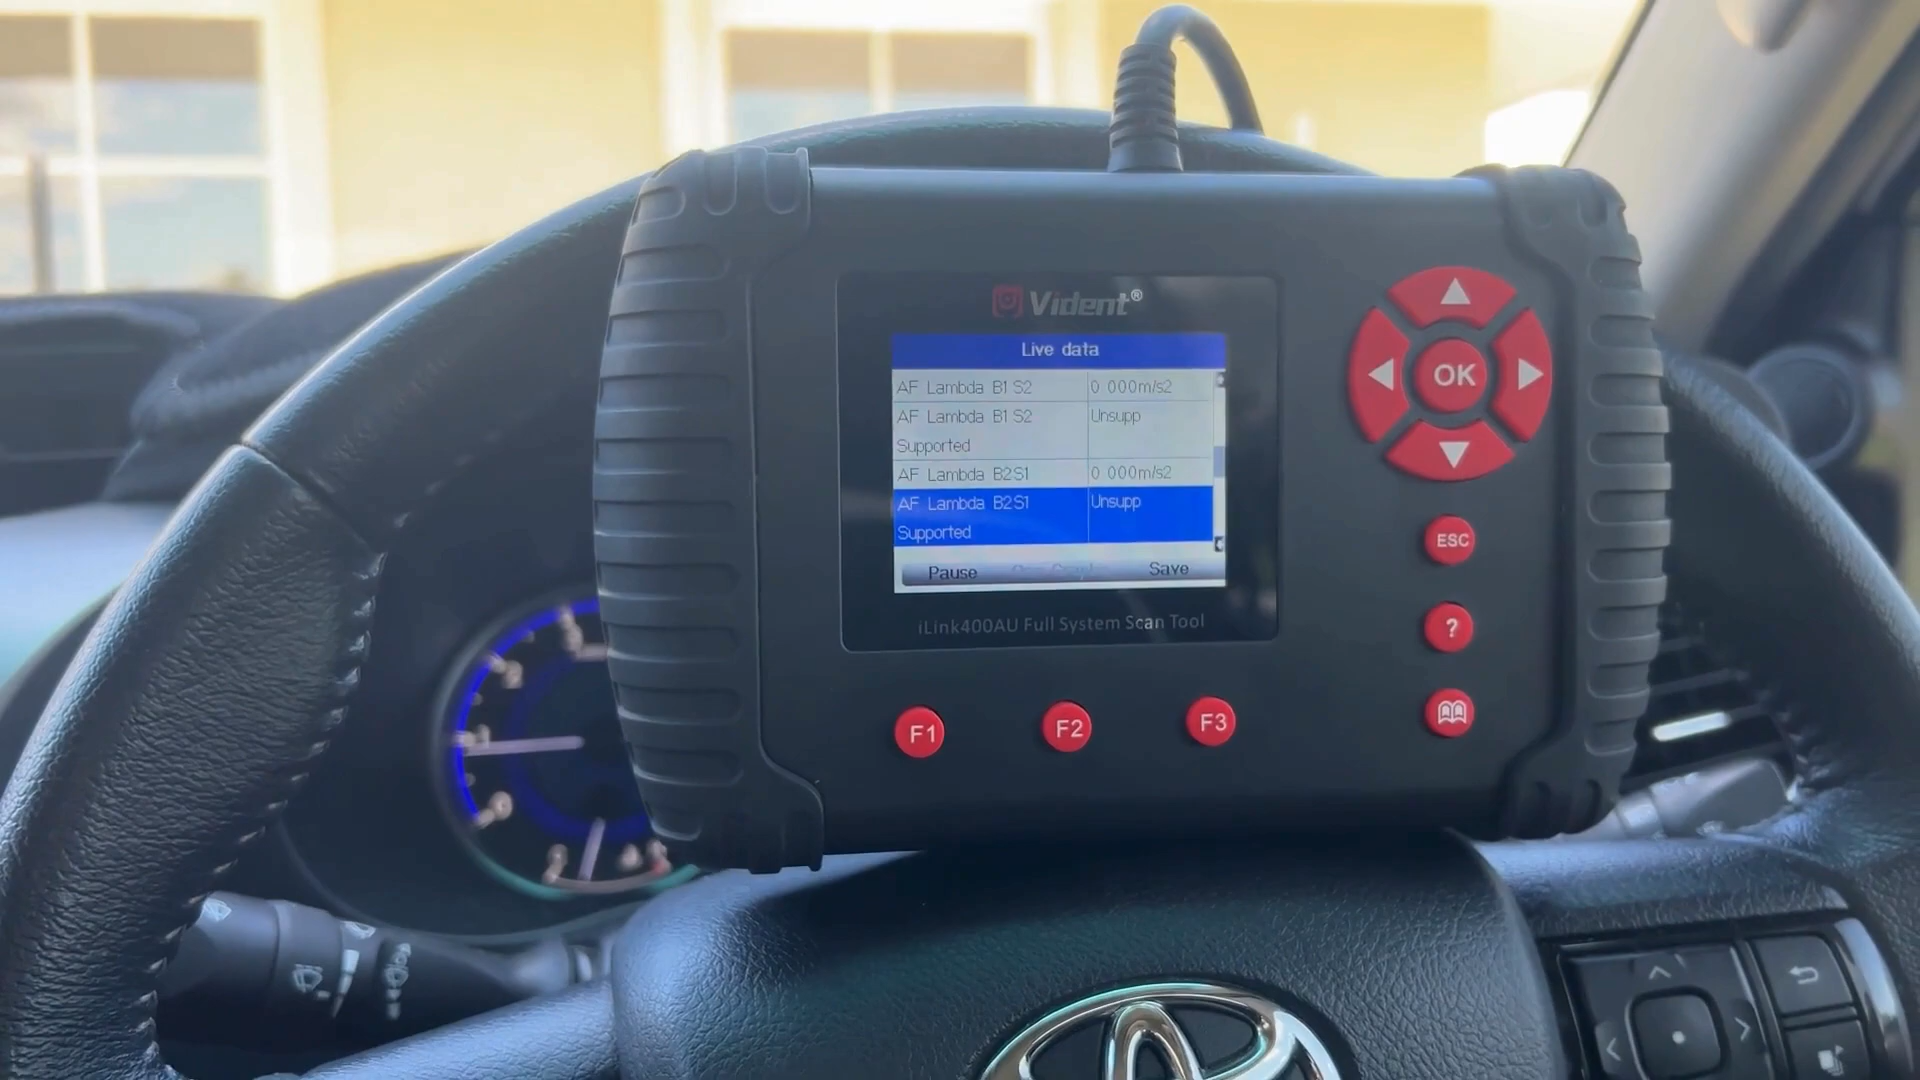 Vident®
Live data
AF Lambda B1 S2 0 000m/s2
AF Lambda B1 S2 Unsupp
Supported
AF Lambda B2S1 0 000m/s2
AF Lambda B2S1 Unsupp
Supported
Pause Save
iLink400AU Full System Scan Tool
OK
ESC
?
F1 F2 F3